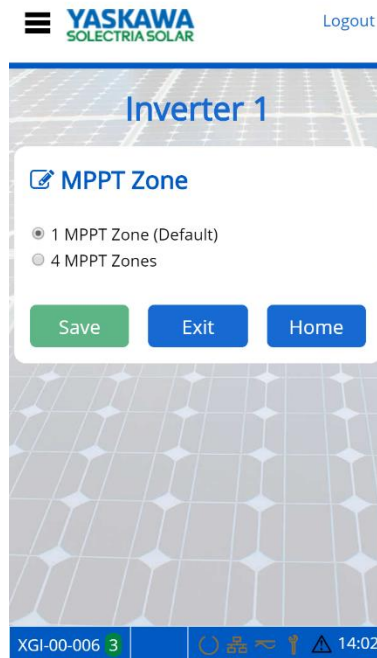 YASKAWA
SOLECTRIA SOLAR
Logout
Inverter 1
MPPT Zone
1 MPPT Zone (Default)
4 MPPT Zones
Save
Exit
Home
XGI-00-006 3
14:02